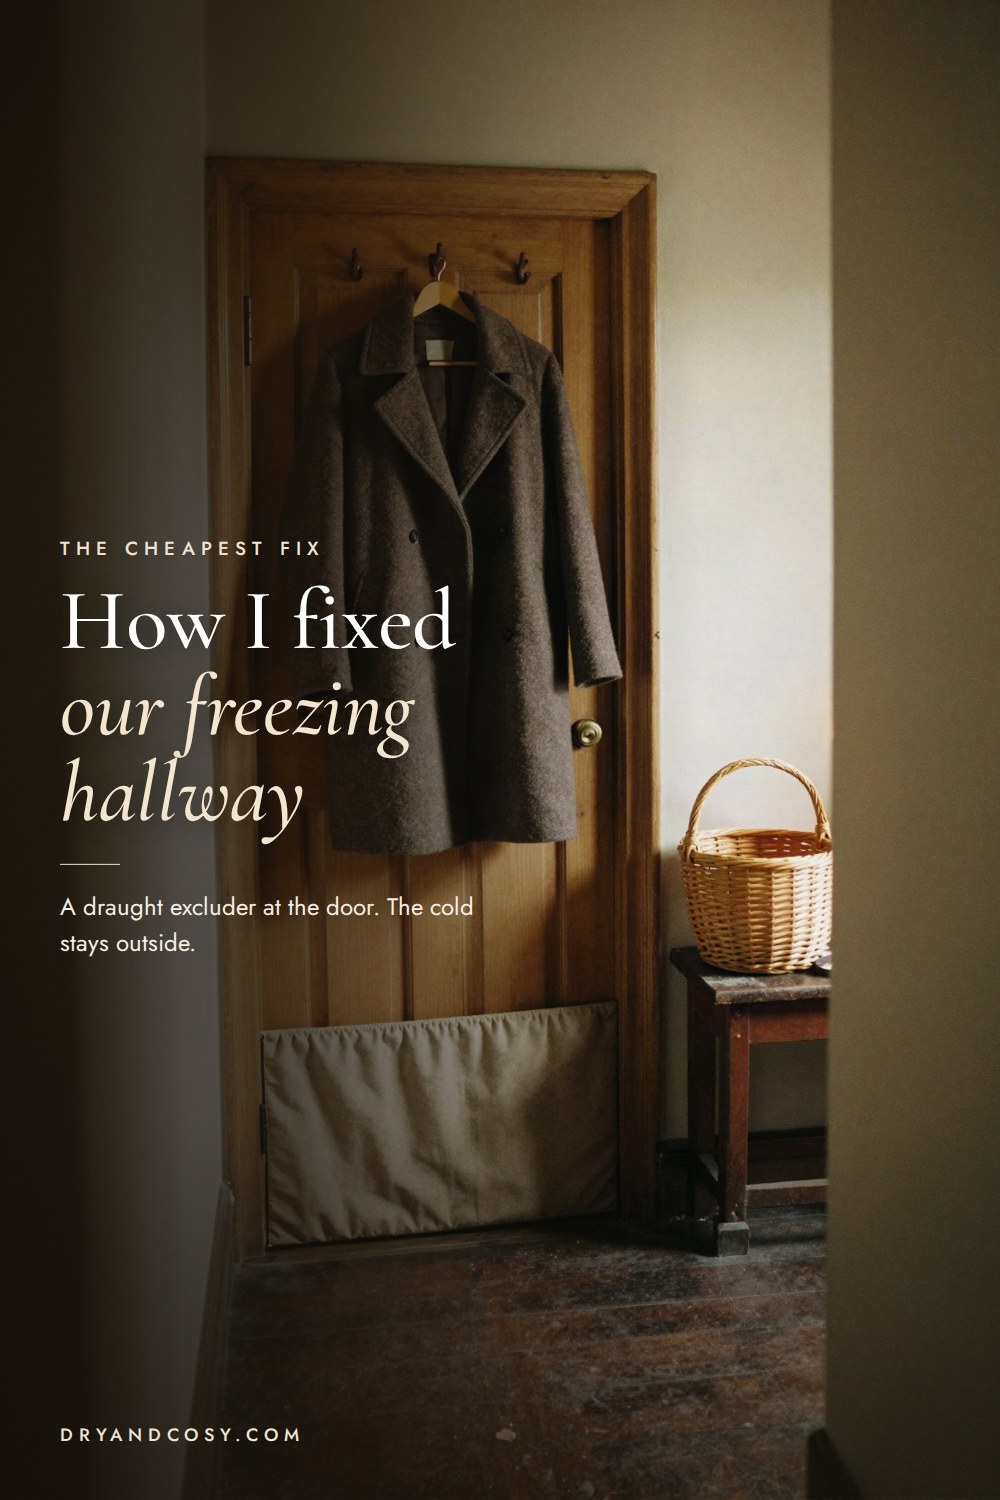 THE CHEAPEST FIX
How I fixed
our freezing
hallway
A draught excluder at the door. The cold
stays outside.
DRYANDCOSY.COM